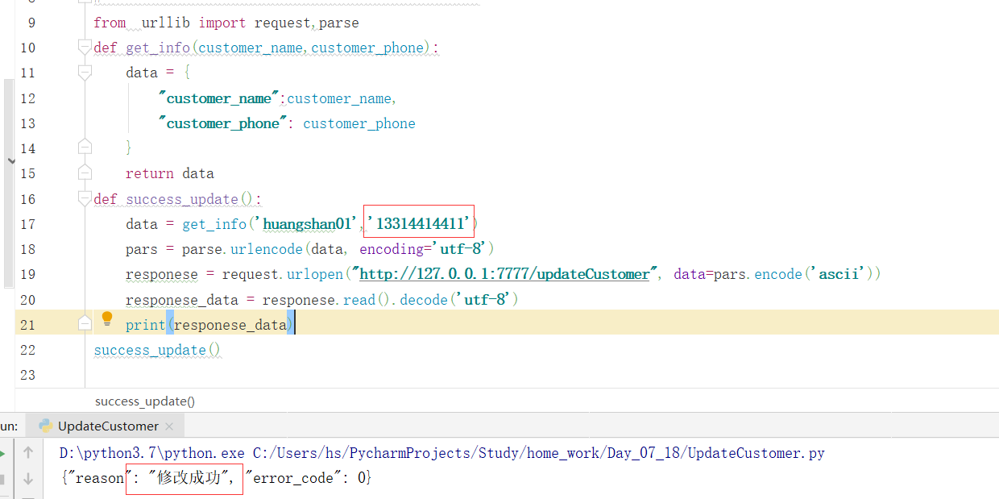 9 from urllib import request,parse
10 def get_info(customer_name,customer_phone):
11 data = {
12 "customer_name":customer_name,
13 "customer_phone": customer_phone
14 }
15 return data
16 def success_update():
17 data = get_info('huangshan01','13314414411')
18 pars = parse.urlencode(data, encoding='utf-8')
19 responese = request.urlopen("http://127.0.0.1:7777/updateCustomer", data=pars.encode('ascii'))
20 responese_data = responese.read().decode('utf-8')
21 print(responese_data)
22 success_update()
23
success_update()
un: UpdateCustomer ×
D:\python3.7\python.exe C:/Users/hs/PycharmProjects/Study/home_work/Day_07_18/UpdateCustomer.py
{"reason": "修改成功", "error_code": 0}